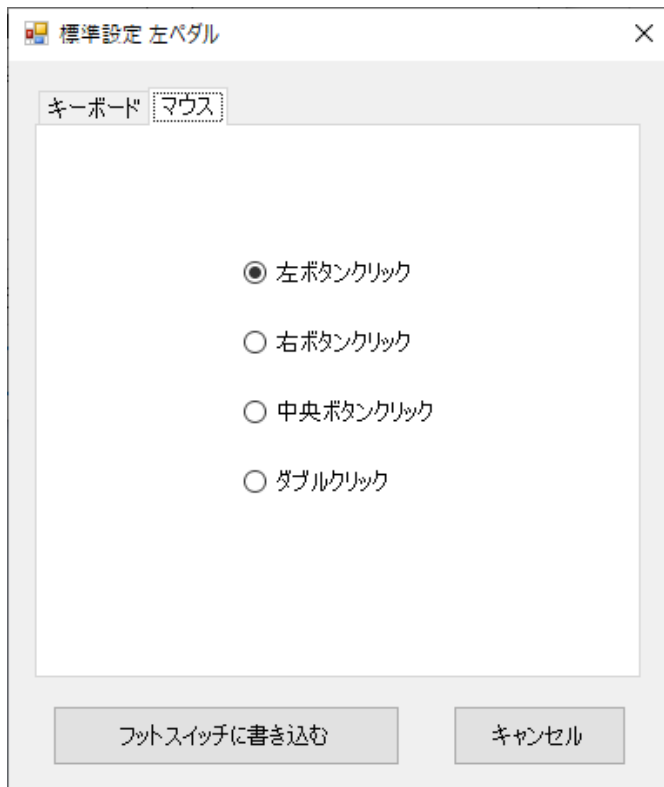 標準設定 左ペダル
キーボード マウス
左ボタンクリック
右ボタンクリック
中央ボタンクリック
ダブルクリック
フットスイッチに書き込む キャンセル